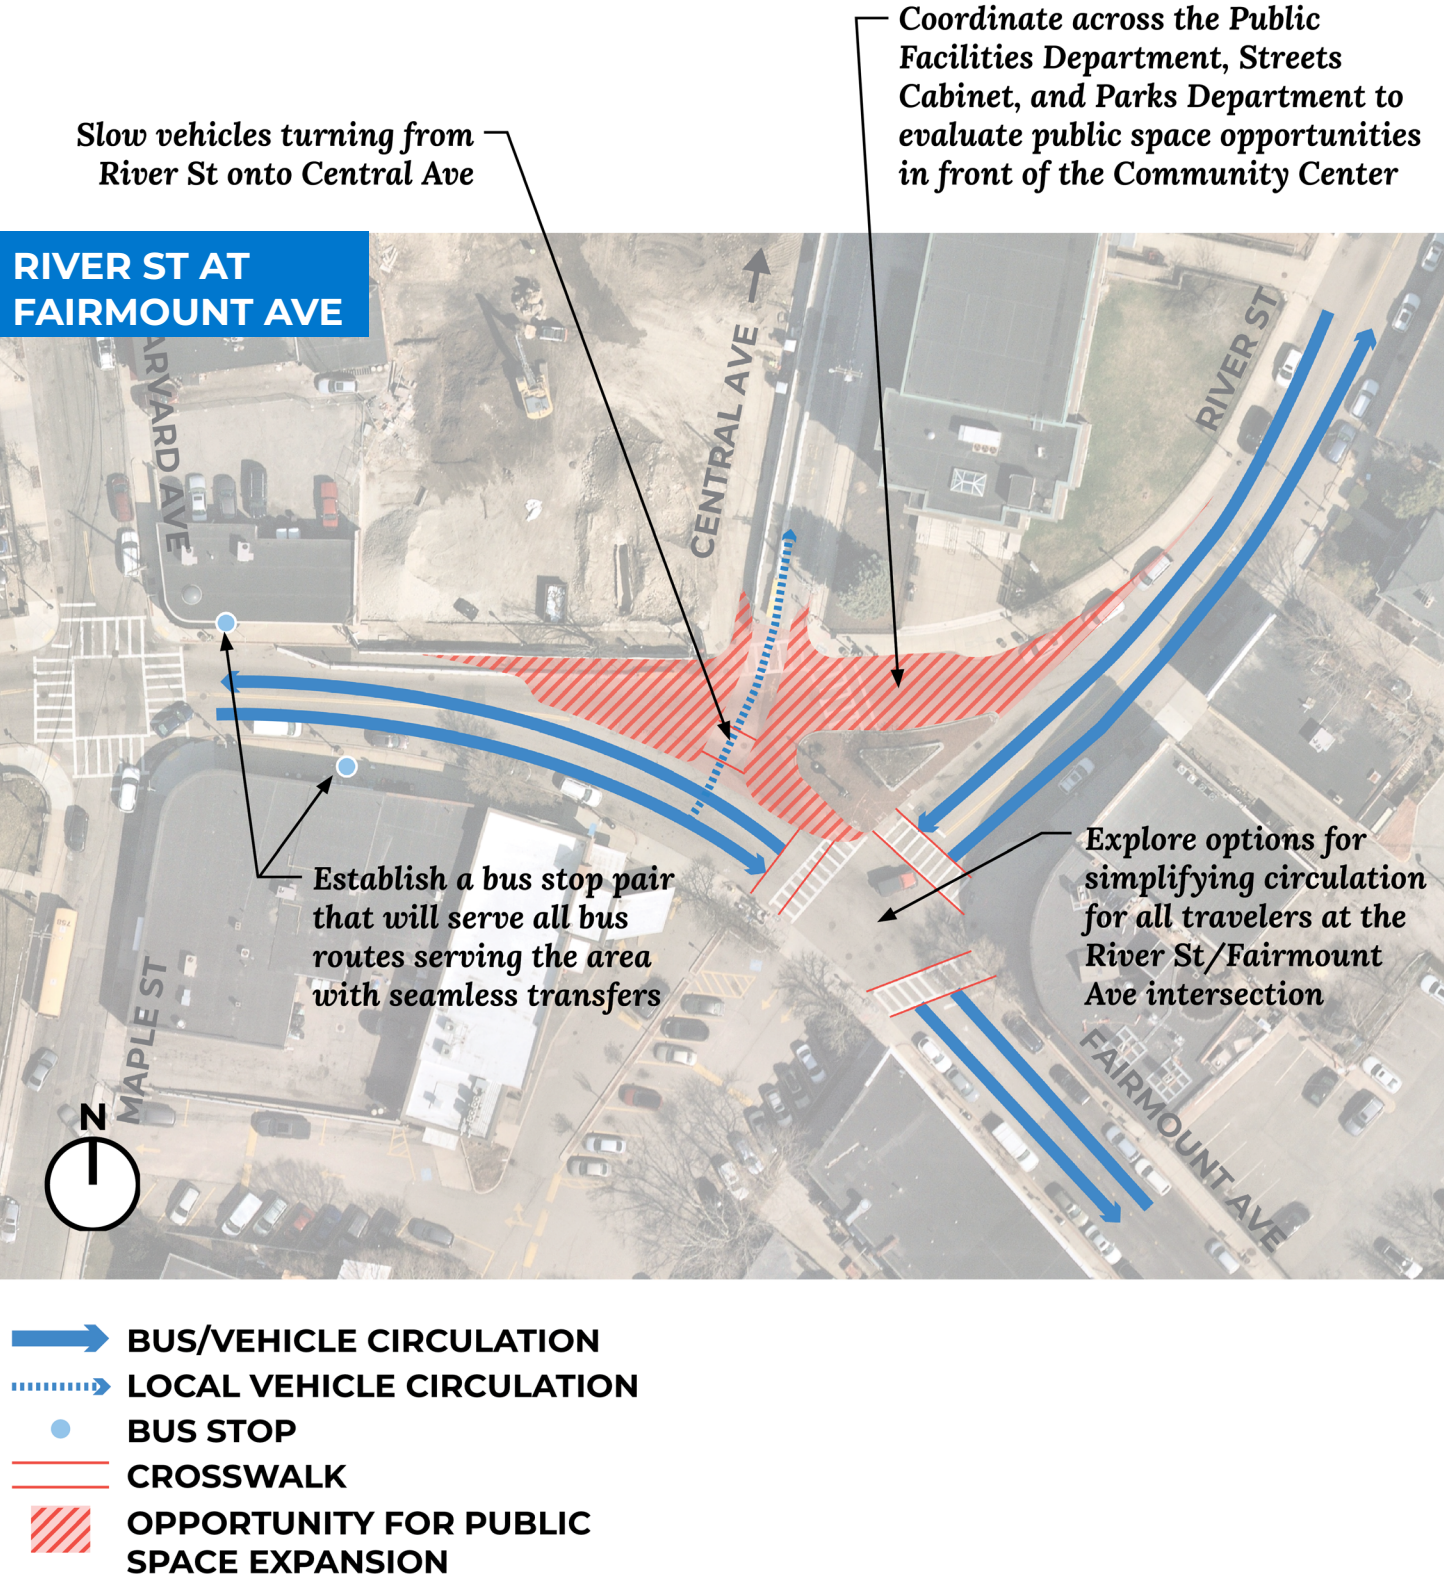 Coordinate across the Public
Facilities Department, Streets
Cabinet, and Parks Department to
evaluate public space opportunities
in front of the Community Center
Slow vehicles turning from
River St onto Central Ave
RIVER ST AT
FAIRMOUNT AVE
ARVARD AVE
CENTRAL AVE
RIVER ST
Establish a bus stop pair
that will serve all bus
routes serving the area
with seamless transfers
Explore options for
simplifying circulation
for all travelers at the
River St/Fairmount
Ave intersection
MAPLE ST
FAIRMOUNT AVE
N
BUS/VEHICLE CIRCULATION
LOCAL VEHICLE CIRCULATION
BUS STOP
CROSSWALK
OPPORTUNITY FOR PUBLIC
SPACE EXPANSION